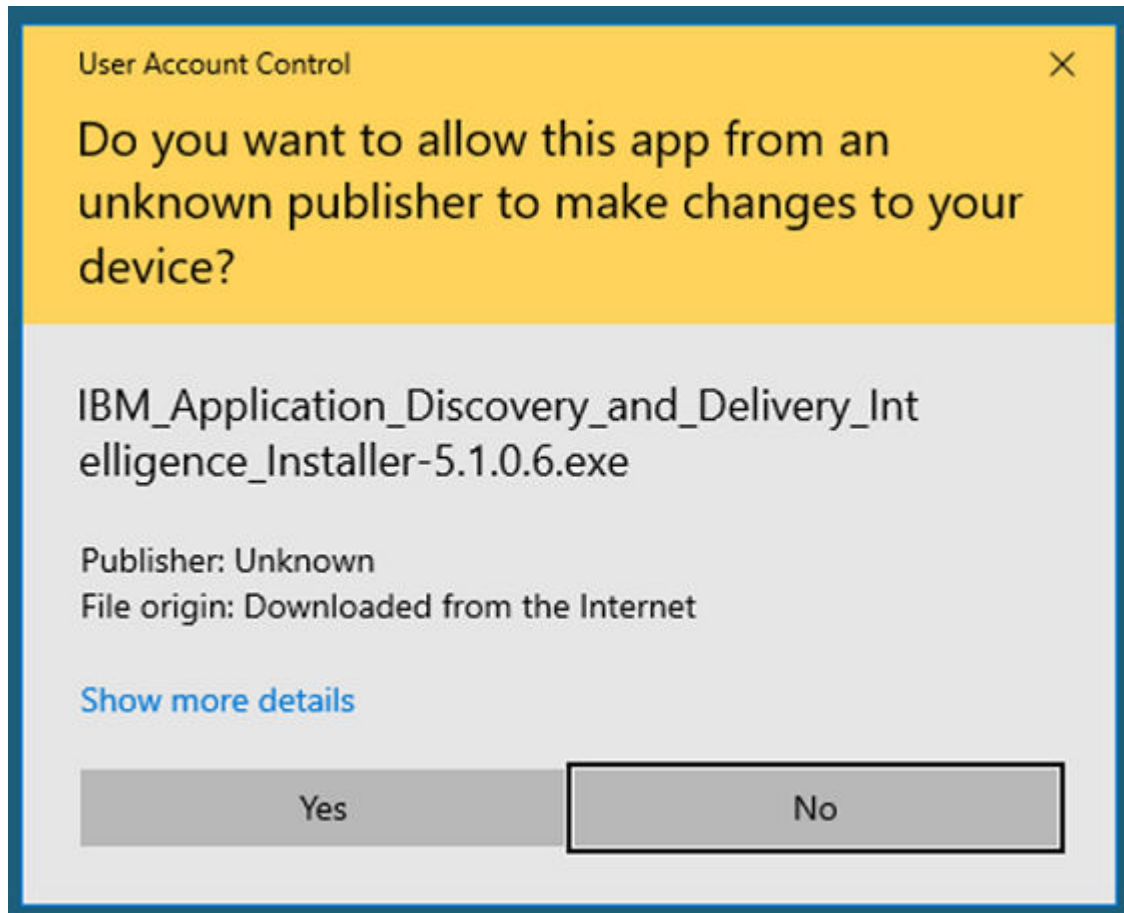 User Account Control
Do you want to allow this app from an
unknown publisher to make changes to your
device?
IBM_Application_Discovery_and_Delivery_Int
elligence_Installer-5.1.0.6.exe
Publisher: Unknown
File origin: Downloaded from the Internet
Show more details
Yes
No